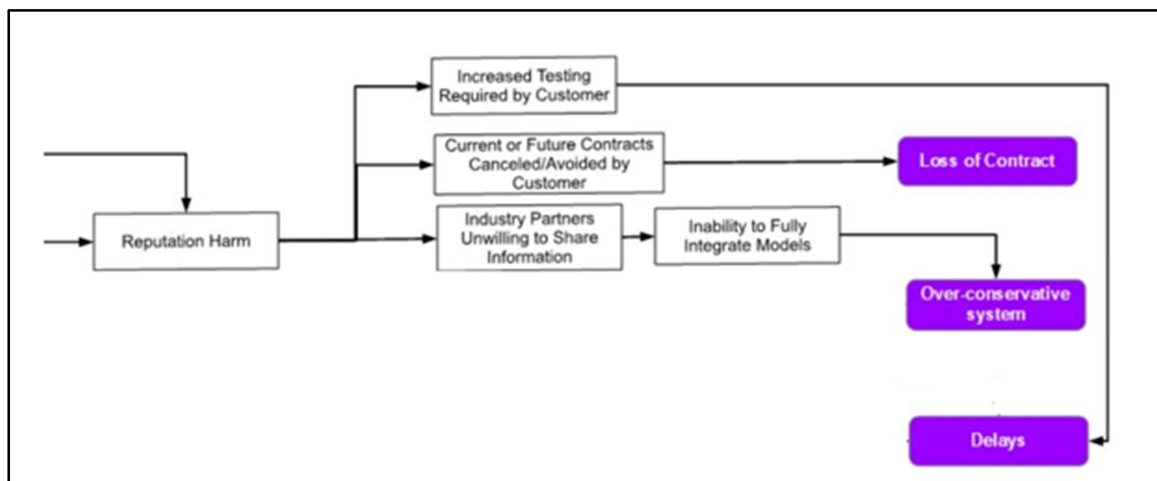 Increased Testing
Required by Customer
Current or Future Contracts
Canceled/Avoided by
Customer
Loss of Contract
Reputation Harm
Industry Partners
Unwilling to Share
Information
Inability to Fully
Integrate Models
Over-conservative
system
Delays